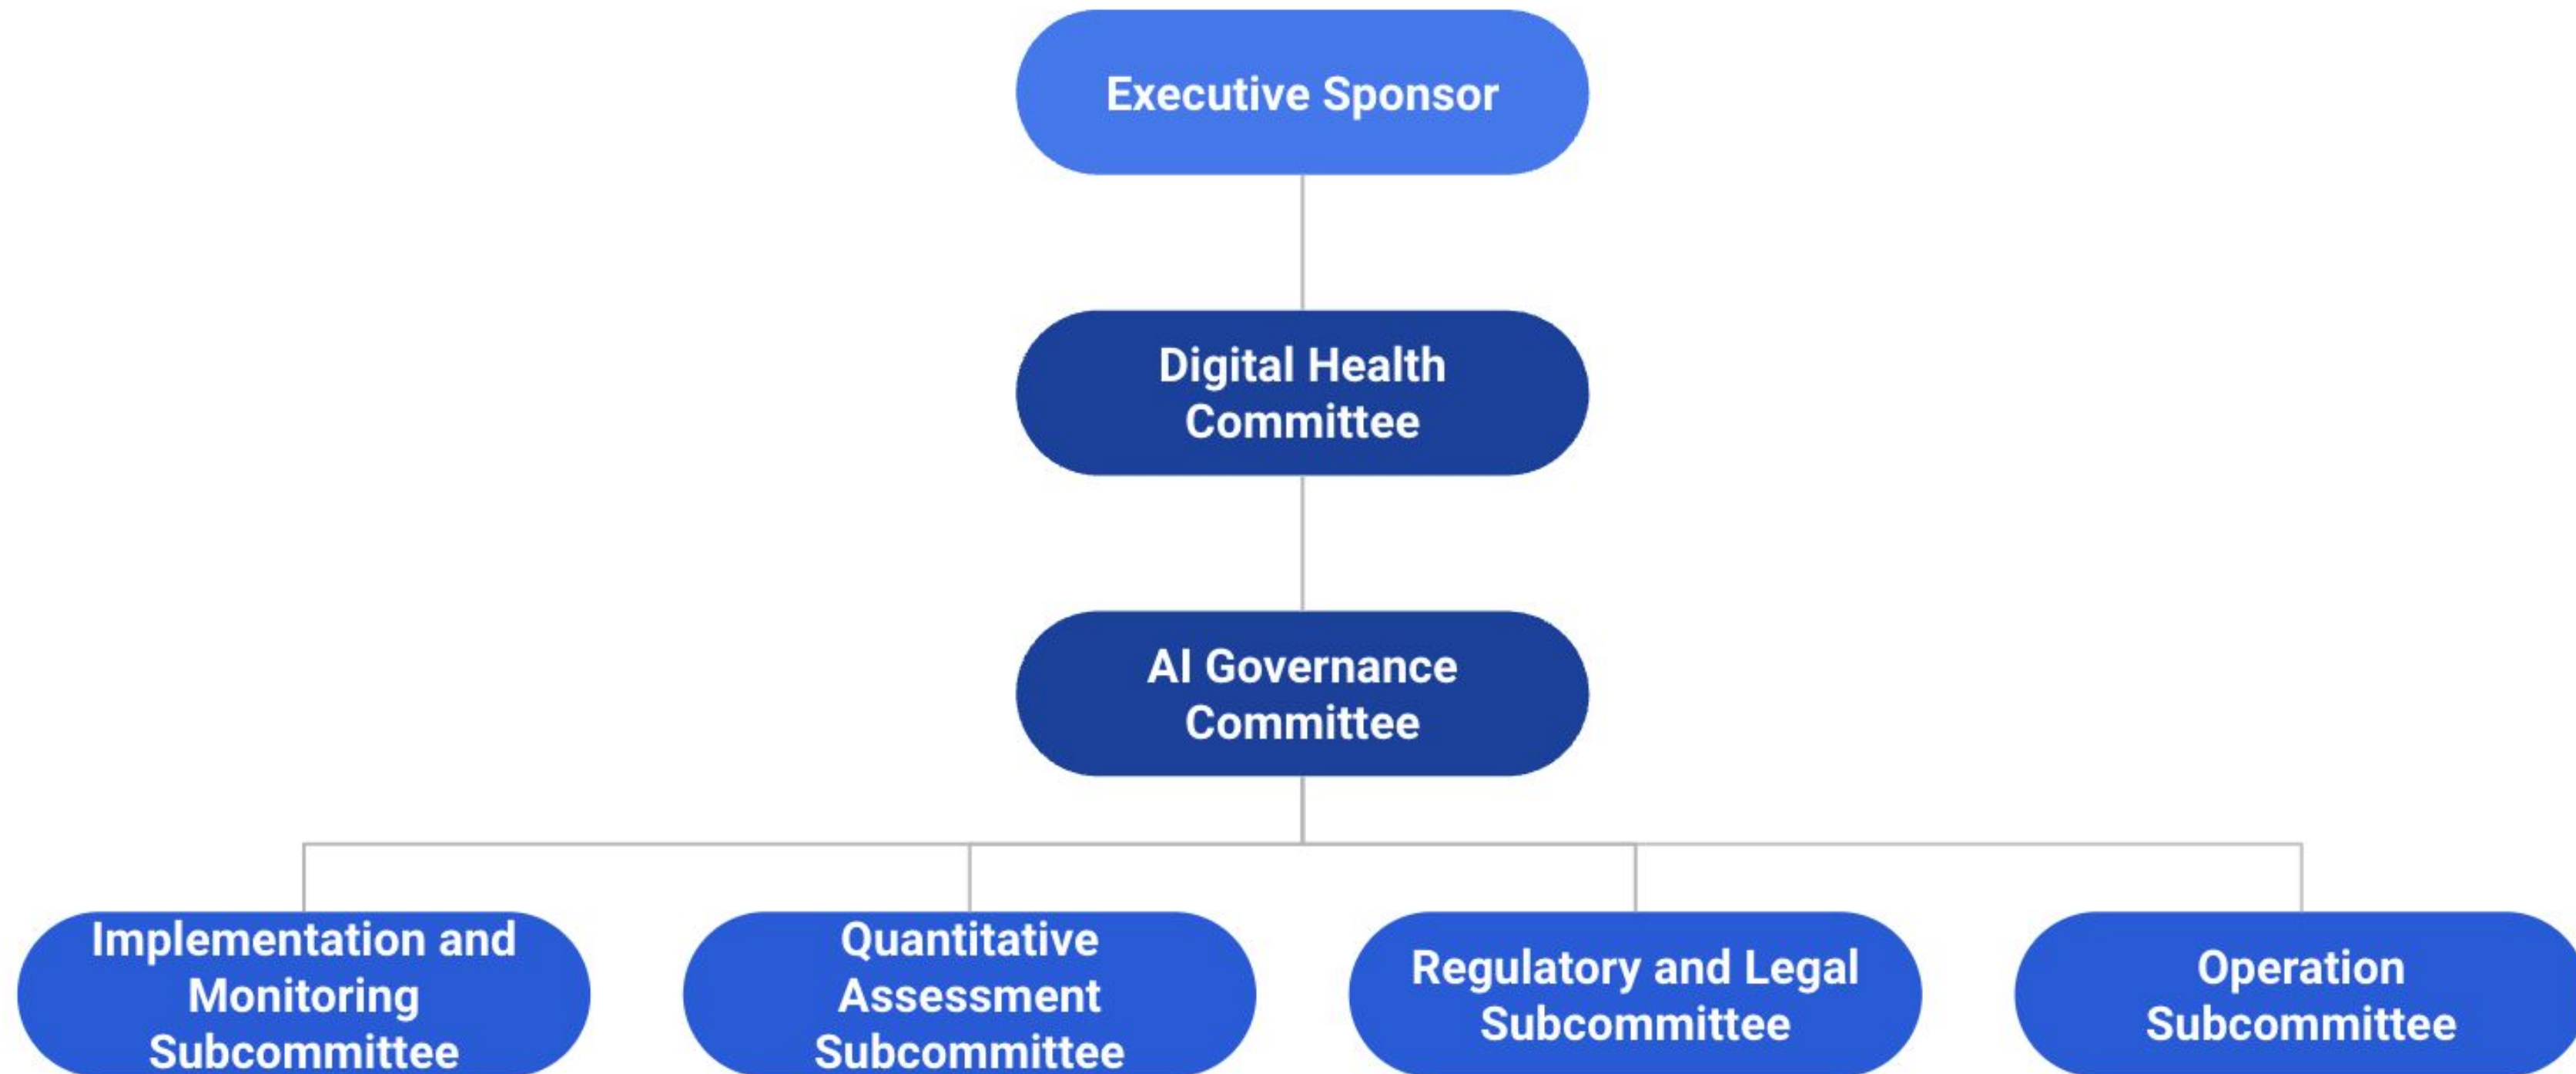 Executive Sponsor
Digital Health
Committee
AI Governance
Committee
Implementation and
Monitoring
Subcommittee
Quantitative
Assessment
Subcommittee
Regulatory and Legal
Subcommittee
Operation
Subcommittee